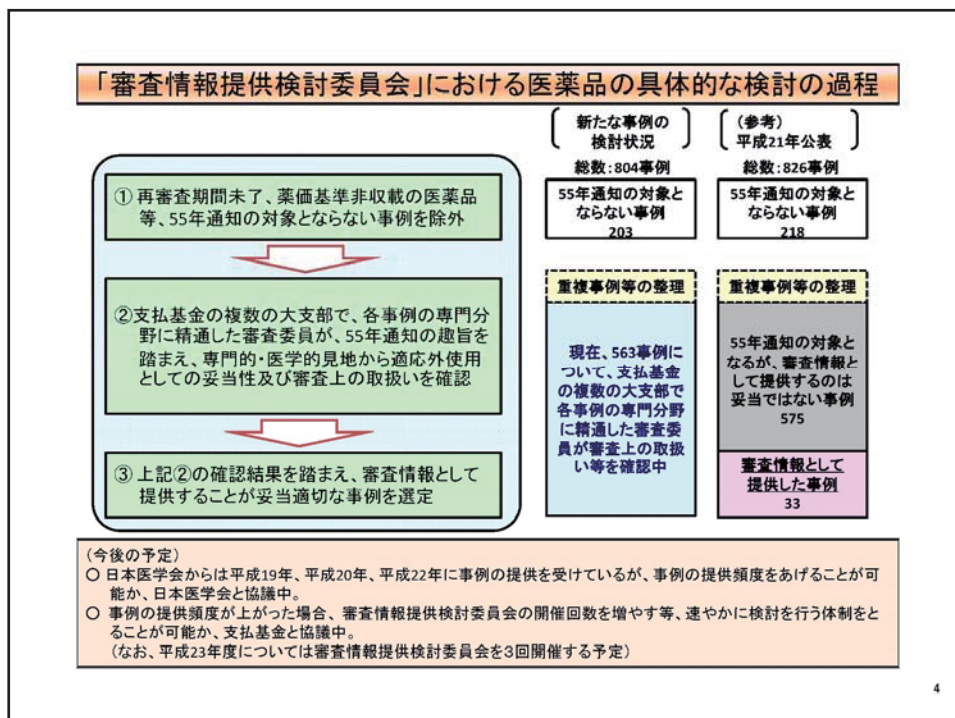 「審査情報提供検討委員会」における医薬品の具体的な検討の過程
新たな事例の
検討状況
(参考)
平成21年公表
総数:804事例
総数:826事例
① 再審査期間未了、薬価基準非収載の医薬品
等、55年通知の対象とならない事例を除外
②支払基金の複数の大支部で、各事例の専門分
野に精通した審査委員が、55年通知の趣旨を
踏まえ、専門的・医学的見地から適応外使用
としての妥当性及び審査上の取扱いを確認
③ 上記②の確認結果を踏まえ、審査情報として
提供することが妥当適切な事例を選定
55年通知の対象と
ならない事例
203
重複事例等の整理
現在、563事例に
ついて、支払基金
の複数の大支部で
各事例の専門分野
に精通した審査委
員が審査上の取扱
い等を確認中
55年通知の対象と
ならない事例
218
重複事例等の整理
55年通知の対象と
なるが、審査情報と
して提供するのは
妥当ではない事例
575
審査情報として
提供した事例
33
(今後の予定)
○ 日本医学会からは平成19年、平成20年、平成22年に事例の提供を受けているが、事例の提供頻度をあげることが可
能か、日本医学会と協議中。
○ 事例の提供頻度が上がった場合、審査情報提供検討委員会の開催回数を増やす等、速やかに検討を行う体制をと
ることが可能か、支払基金と協議中。
(なお、平成23年度については審査情報提供検討委員会を3回開催する予定)
4